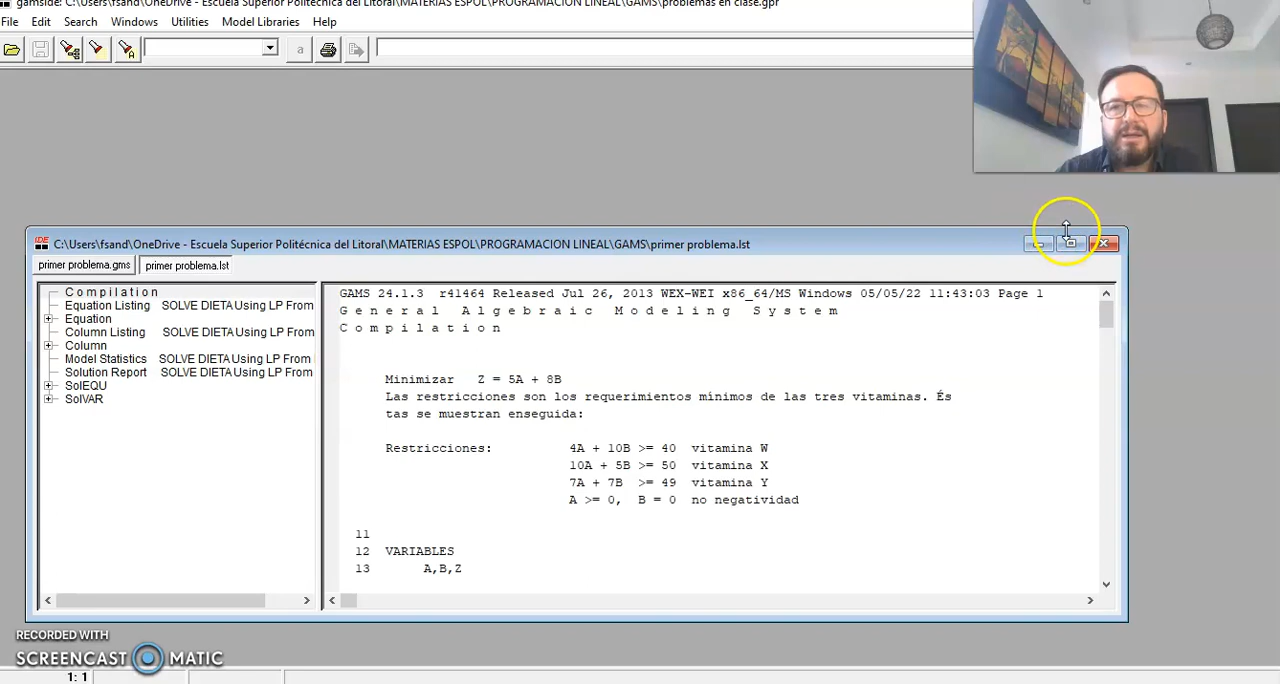 gamside: C:\Users\fsand\OneDrive - Escuela Superior Politécnica del Litoral\MATERIAS ESPOL\PROGRAMACION LINEAL\GAMS\problemas en clase.gpr
File Edit Search Windows Utilities Model Libraries Help
a
IDE C:\Users\fsand\OneDrive - Escuela Superior Politécnica del Litoral\MATERIAS ESPOL\PROGRAMACION LINEAL\GAMS\primer problema.lst
primer problema.gms primer problema.lst
Compilation
Equation Listing SOLVE DIETA Using LP From
Equation
Column Listing SOLVE DIETA Using LP From
Column
Model Statistics SOLVE DIETA Using LP From
Solution Report SOLVE DIETA Using LP From
SolEQU
SolVAR
GAMS 24.1.3 r41464 Released Jul 26, 2013 WEX-WEI x86_64/MS Windows 05/05/22 11:43:03 Page 1
G e n e r a l A l g e b r a i c M o d e l i n g S y s t e m
C o m p i l a t i o n
Minimizar Z = 5A + 8B
Las restricciones son los requerimientos mínimos de las tres vitaminas. És
tas se muestran enseguida:
Restricciones: 4A + 10B >= 40 vitamina W
10A + 5B >= 50 vitamina X
7A + 7B >= 49 vitamina Y
A >= 0, B = 0 no negatividad
11
12 VARIABLES
13 A,B,Z
RECORDED WITH
SCREENCAST MATIC
1: 1